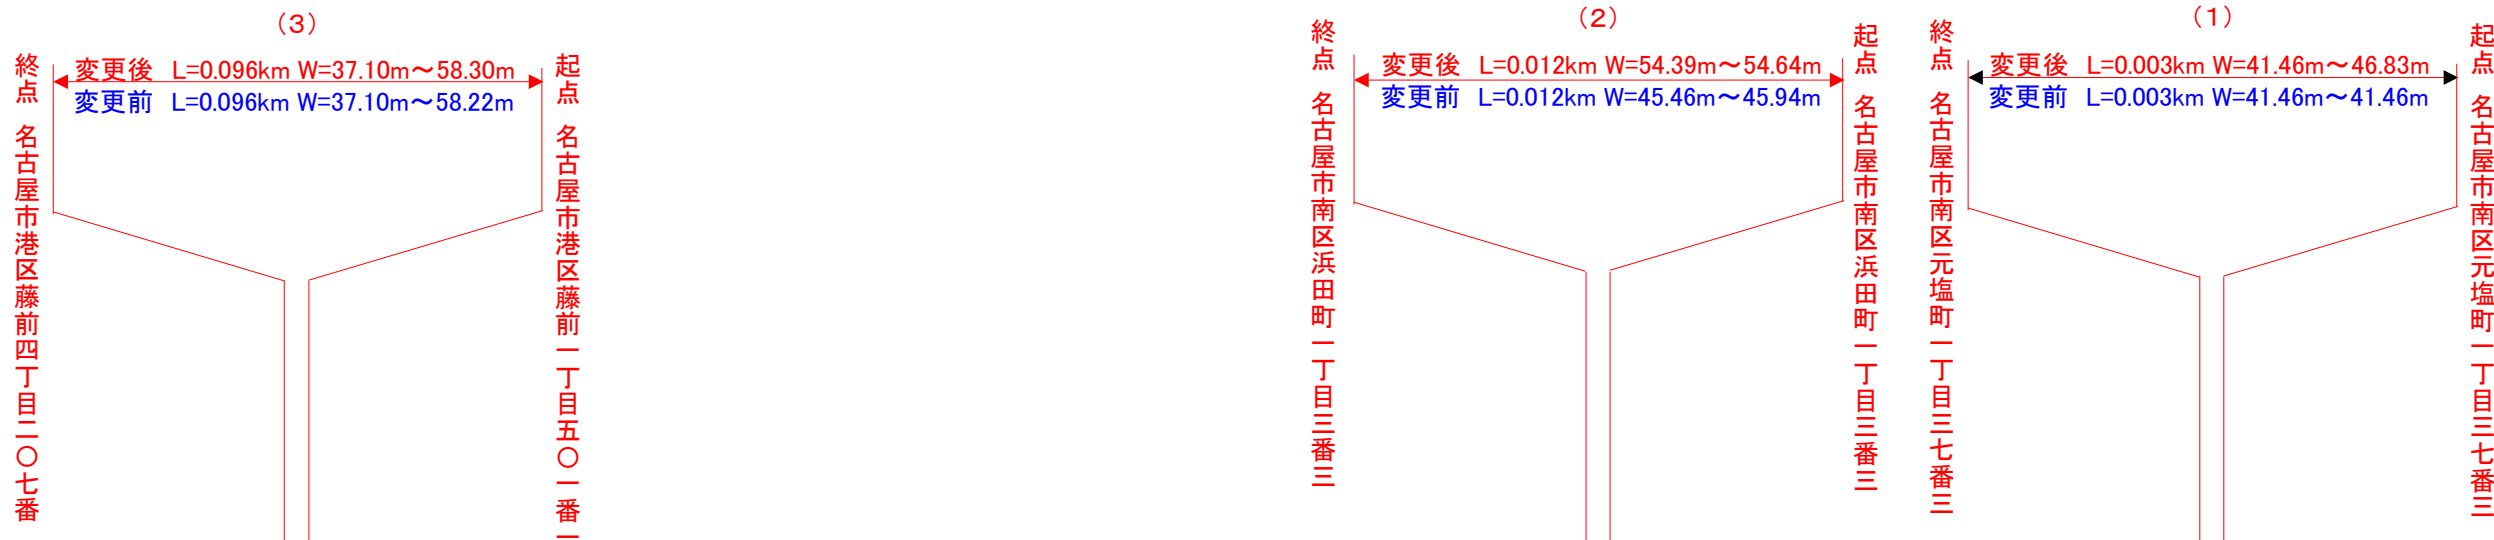 (3)
変更後 L=0.096km W=37.10m～58.30m
変更前 L=0.096km W=37.10m～58.22m
終点 名古屋市港区藤前四丁目二〇七番
起点 名古屋市港区藤前一丁目五〇一番一
(2)
変更後 L=0.012km W=54.39m～54.64m
変更前 L=0.012km W=45.46m～45.94m
終点 名古屋市南区浜田町一丁目三番三
起点 名古屋市南区浜田町一丁目三番三
(1)
変更後 L=0.003km W=41.46m～46.83m
変更前 L=0.003km W=41.46m～41.46m
終点 名古屋市南区元塩町一丁目三七番三
起点 名古屋市南区元塩町一丁目三七番三